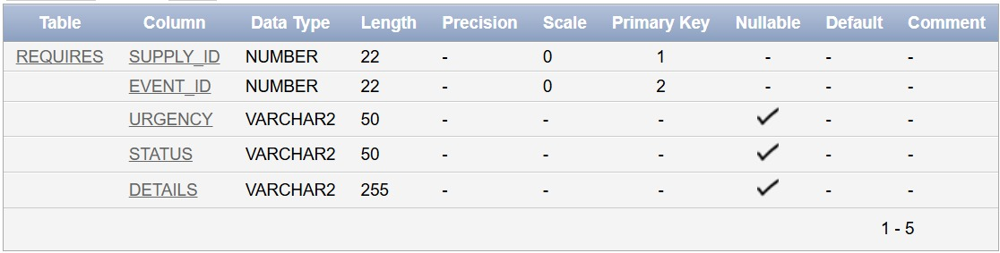 Table Column Data Type Length Precision Scale Primary Key Nullable Default Comment
REQUIRES SUPPLY_ID NUMBER 22 - 0 1 - - -
EVENT_ID NUMBER 22 - 0 2 - - -
URGENCY VARCHAR2 50 - - - ✓ - -
STATUS VARCHAR2 50 - - - ✓ - -
DETAILS VARCHAR2 255 - - - ✓ - -
1 - 5